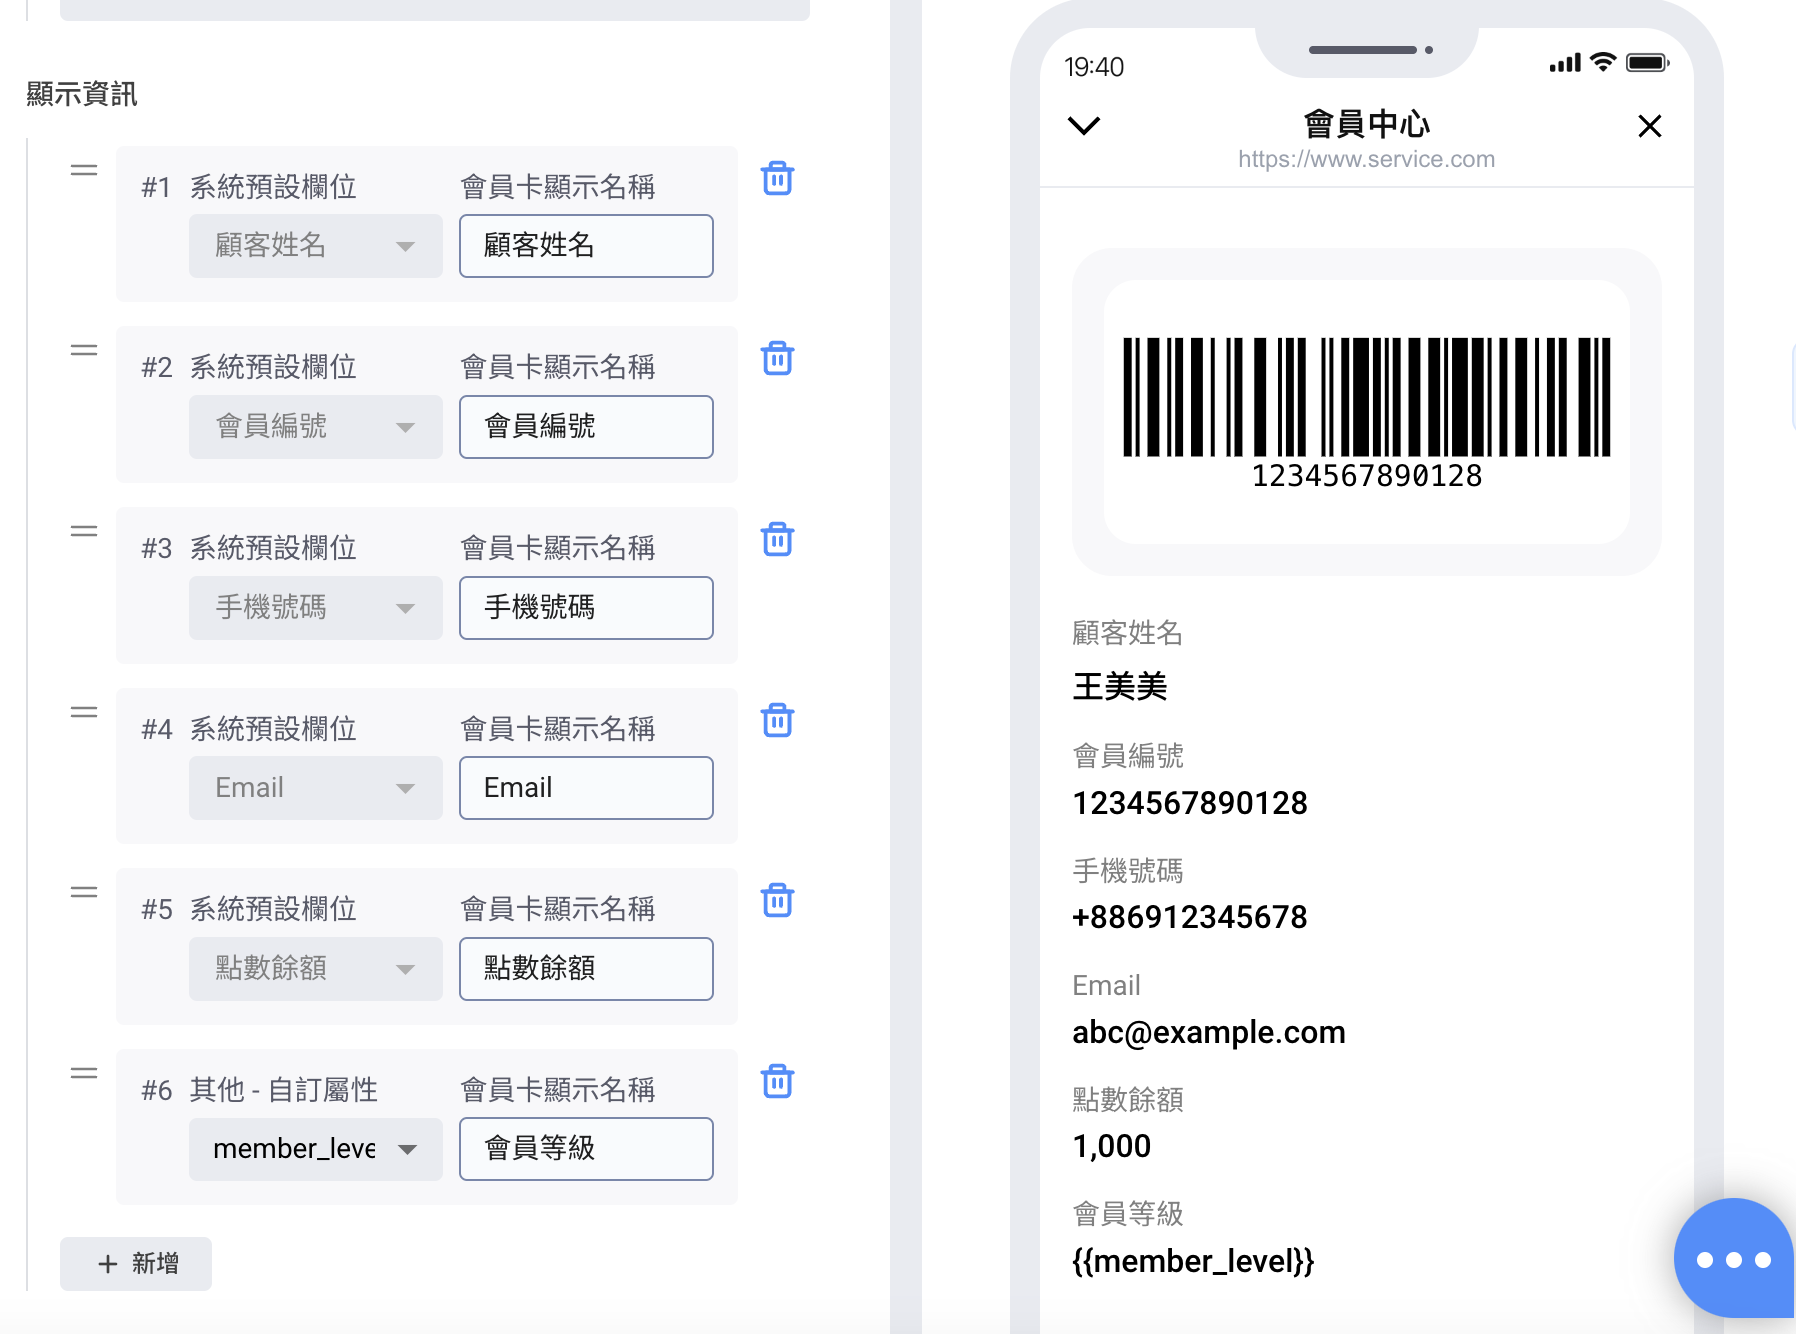 顯示資訊
#1 系統預設欄位 會員卡顯示名稱
顧客姓名 顧客姓名
#2 系統預設欄位 會員卡顯示名稱
會員編號 會員編號
#3 系統預設欄位 會員卡顯示名稱
手機號碼 手機號碼
#4 系統預設欄位 會員卡顯示名稱
Email Email
#5 系統預設欄位 會員卡顯示名稱
點數餘額 點數餘額
#6 其他 - 自訂屬性 會員卡顯示名稱
member_leve 會員等級
+ 新增
19:40
會員中心
https://www.service.com
1234567890128
顧客姓名
王美美
會員編號
1234567890128
手機號碼
+886912345678
Email
abc@example.com
點數餘額
1,000
會員等級
{{member_level}}